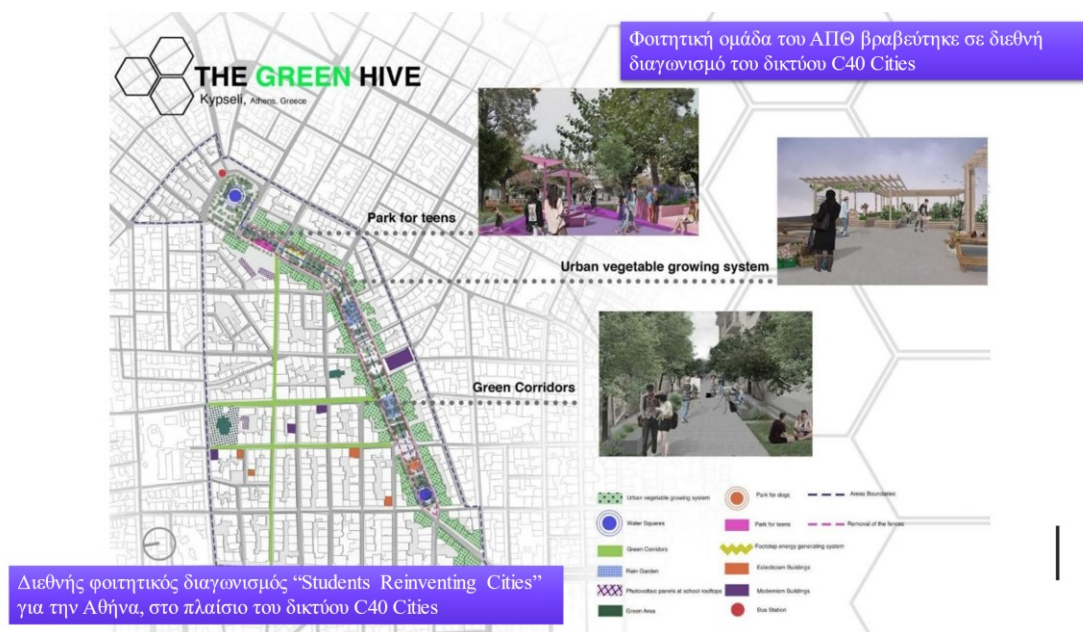 Φοιτητική ομάδα του ΑΠΘ βραβεύτηκε σε διεθνή
διαγωνισμό του δικτύου C40 Cities
THE GREEN HIVE
Kypseli, Athens, Greece
Park for teens
Urban vegetable growing system
Green Corridors
Urban vegetable growing system
Water Squares
Green Corridors
Rain Garden
Photovoltaic panels at school rooftops
Green Area
Park for dogs
Park for teens
Footstep energy generating system
Eclecticism Buildings
Modernism Buildings
Bus Station
Areas Boundaries
Removal of the fences
Διεθνής φοιτητικός διαγωνισμός “Students Reinventing Cities”
για την Αθήνα, στο πλαίσιο του δικτύου C40 Cities